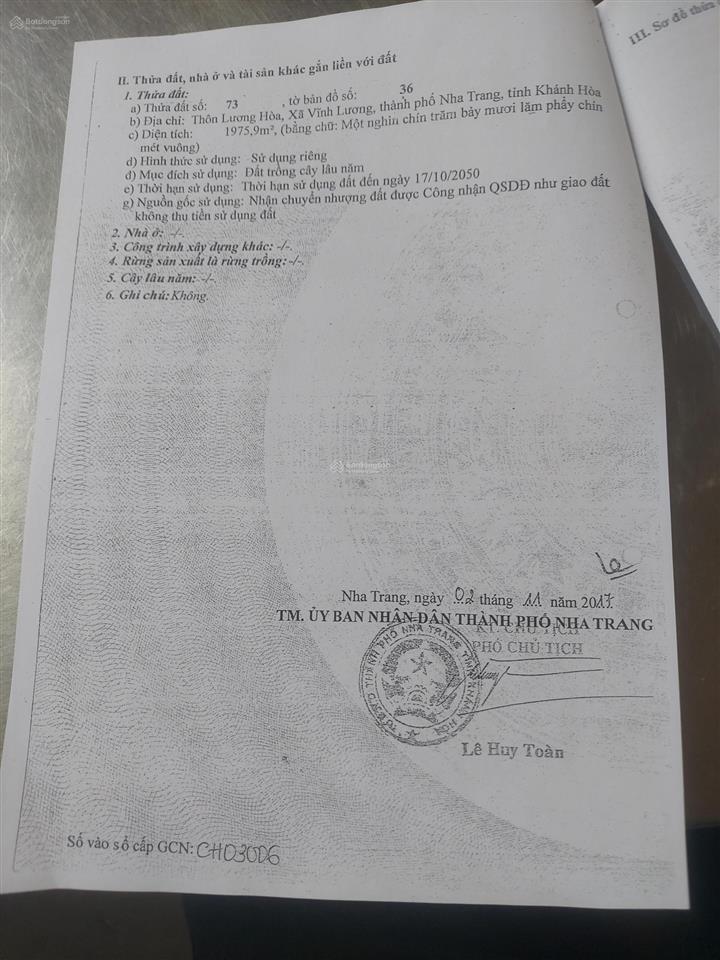 Batdongsan
III. Sơ đồ thửa
II. Thửa đất, nhà ở và tài sản khác gắn liền với đất
1. Thửa đất:
a) Thửa đất số: 73 , tờ bản đồ số: 36
b) Địa chỉ: Thôn Lương Hòa, Xã Vĩnh Lương, thành phố Nha Trang, tỉnh Khánh Hòa
c) Diện tích: 1975,9m², (bằng chữ: Một nghìn chín trăm bảy mươi lăm phẩy chín
mét vuông)
d) Hình thức sử dụng: Sử dụng riêng
đ) Mục đích sử dụng: Đất trồng cây lâu năm
e) Thời hạn sử dụng: Thời hạn sử dụng đất đến ngày 17/10/2050
g) Nguồn gốc sử dụng: Nhận chuyển nhượng đất được Công nhận QSDĐ như giao đất
không thu tiền sử dụng đất
2. Nhà ở: -/-.
3. Công trình xây dựng khác: -/-.
4. Rừng sản xuất là rừng trồng: -/-.
5. Cây lâu năm: -/-.
6. Ghi chú: Không.
Batdongsan
Nha Trang, ngày 02 tháng 11 năm 2017
TM. ỦY BAN NHÂN DÂN THÀNH PHỐ NHA TRANG
KT. CHỦ TỊCH
PHÓ CHỦ TỊCH
Lê Huy Toàn
Số vào sổ cấp GCN: CH03006